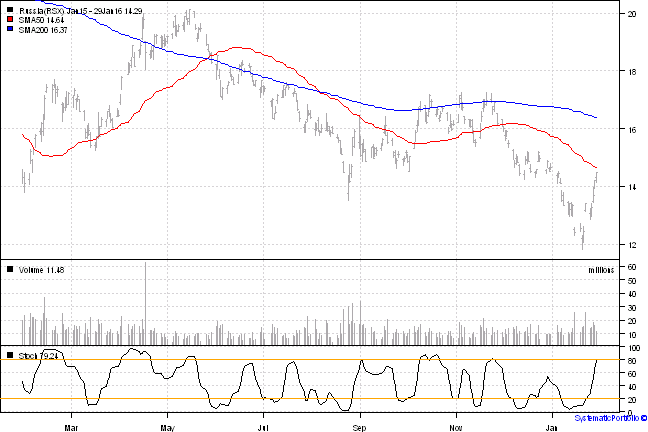 Russia(RSX) Jan15 - 29Jan16 14.29
SMA50 14.64
SMA200 16.37
20
18
16
14
12
Volume 11.48
millions
60
50
40
30
20
10
Stoch 79.24
100
80
60
40
20
0
Mar May Jul Sep Nov Jan
SystematicPortfolio ©